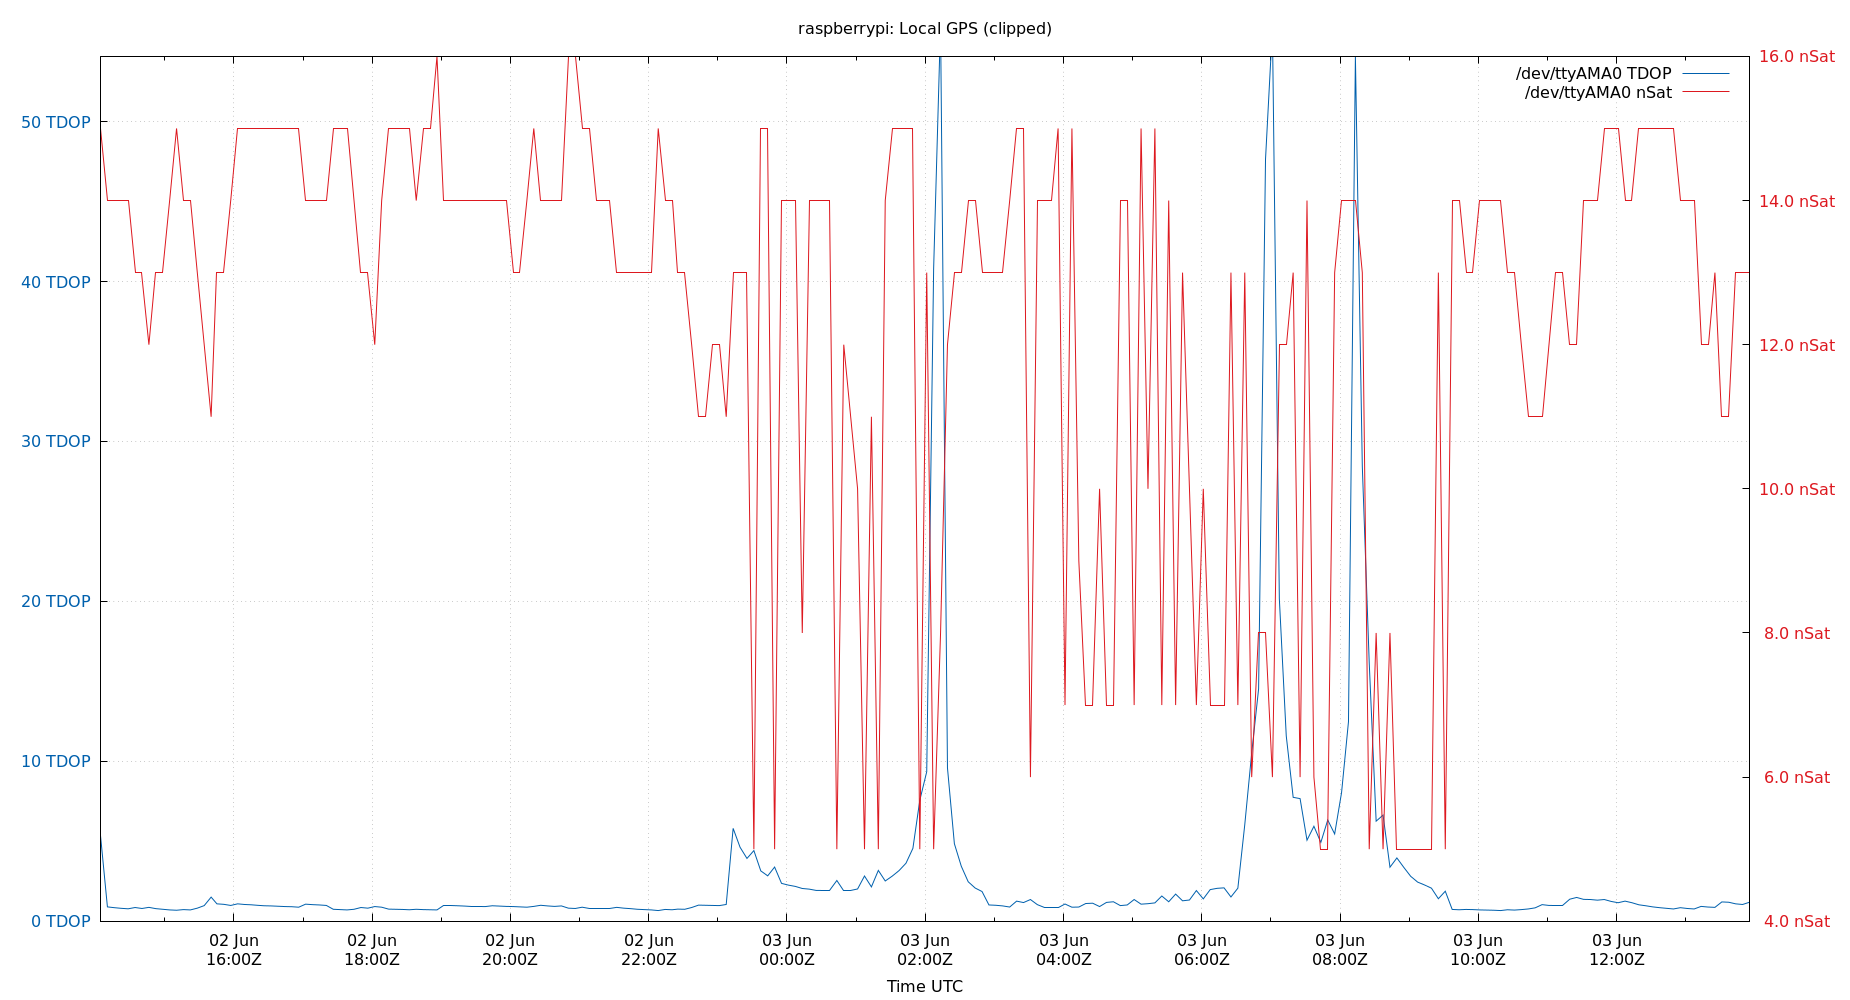 raspberrypi: Local GPS (clipped)
/dev/ttyAMA0 TDOP
/dev/ttyAMA0 nSat
50 TDOP
40 TDOP
30 TDOP
20 TDOP
10 TDOP
0 TDOP
16.0 nSat
14.0 nSat
12.0 nSat
10.0 nSat
8.0 nSat
6.0 nSat
4.0 nSat
02 Jun
16:00Z
02 Jun
18:00Z
02 Jun
20:00Z
02 Jun
22:00Z
03 Jun
00:00Z
03 Jun
02:00Z
03 Jun
04:00Z
03 Jun
06:00Z
03 Jun
08:00Z
03 Jun
10:00Z
03 Jun
12:00Z
Time UTC